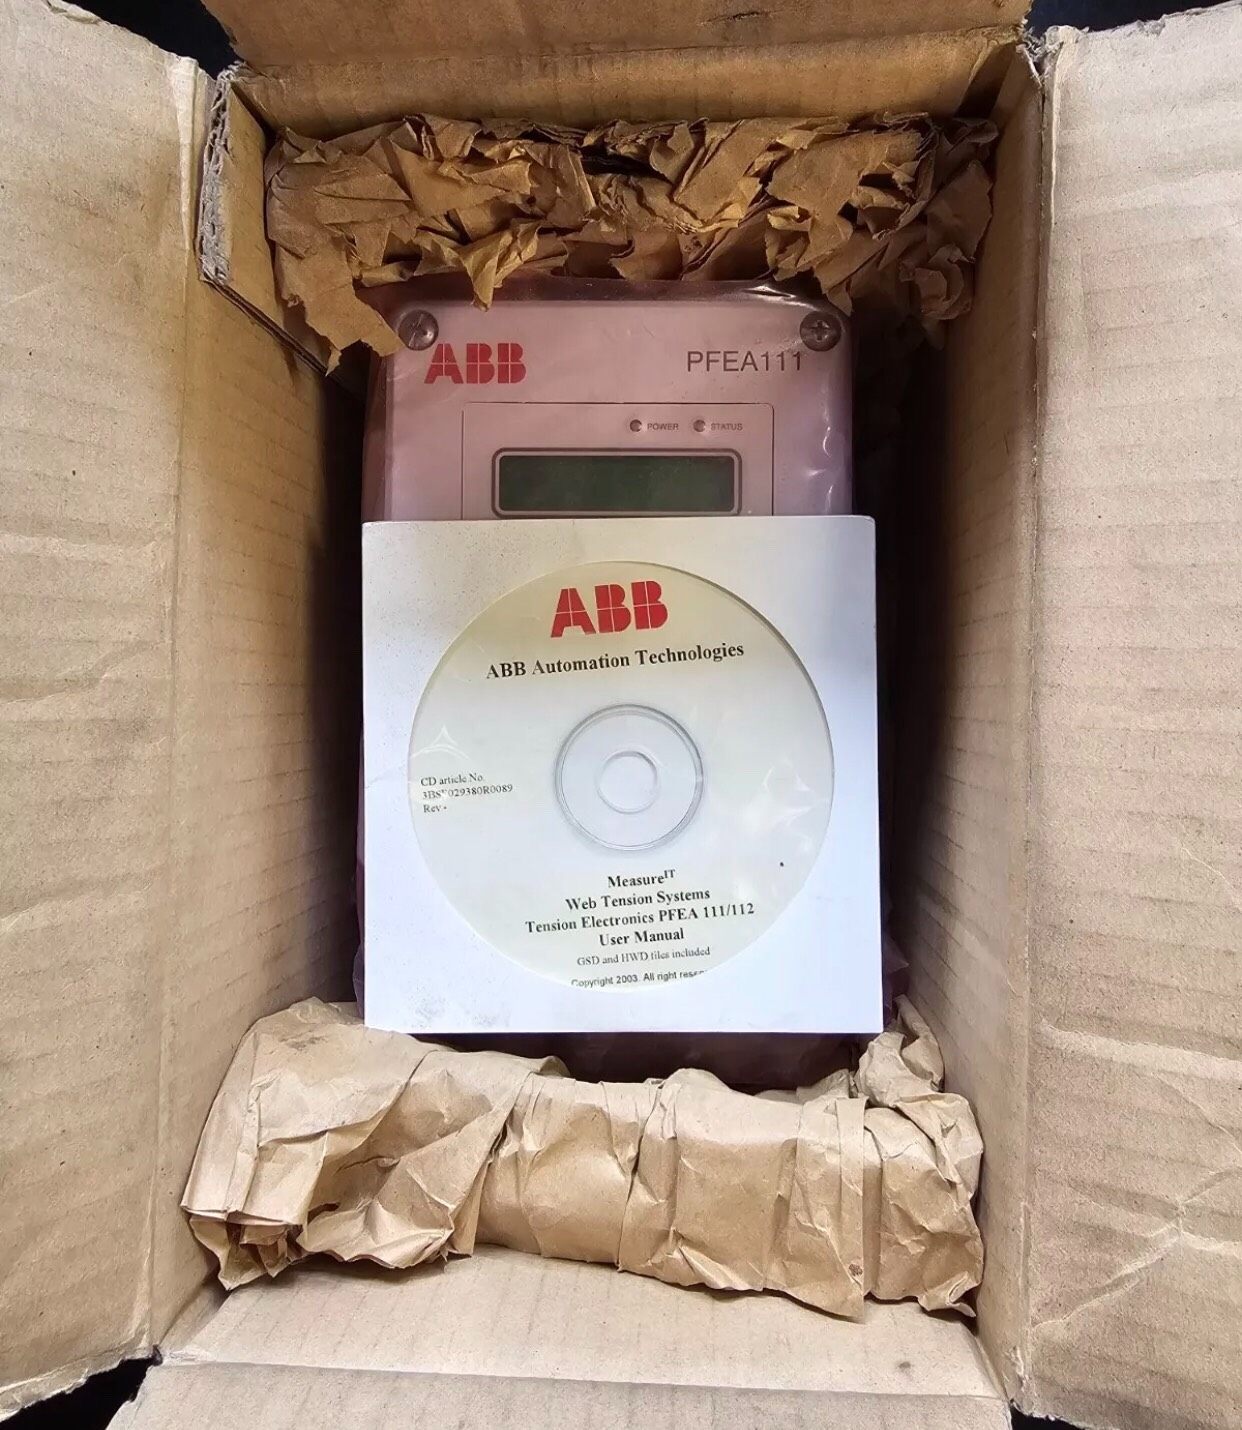 ABB
PFEA111
POWER STATUS
ABB
ABB Automation Technologies
CD article No.
029380R0089
Rev -
Measure IT
Web Tension Systems
Tension Electronics PFEA 111/112
User Manual
GSD and HWD files included
Copyright 2003. All right